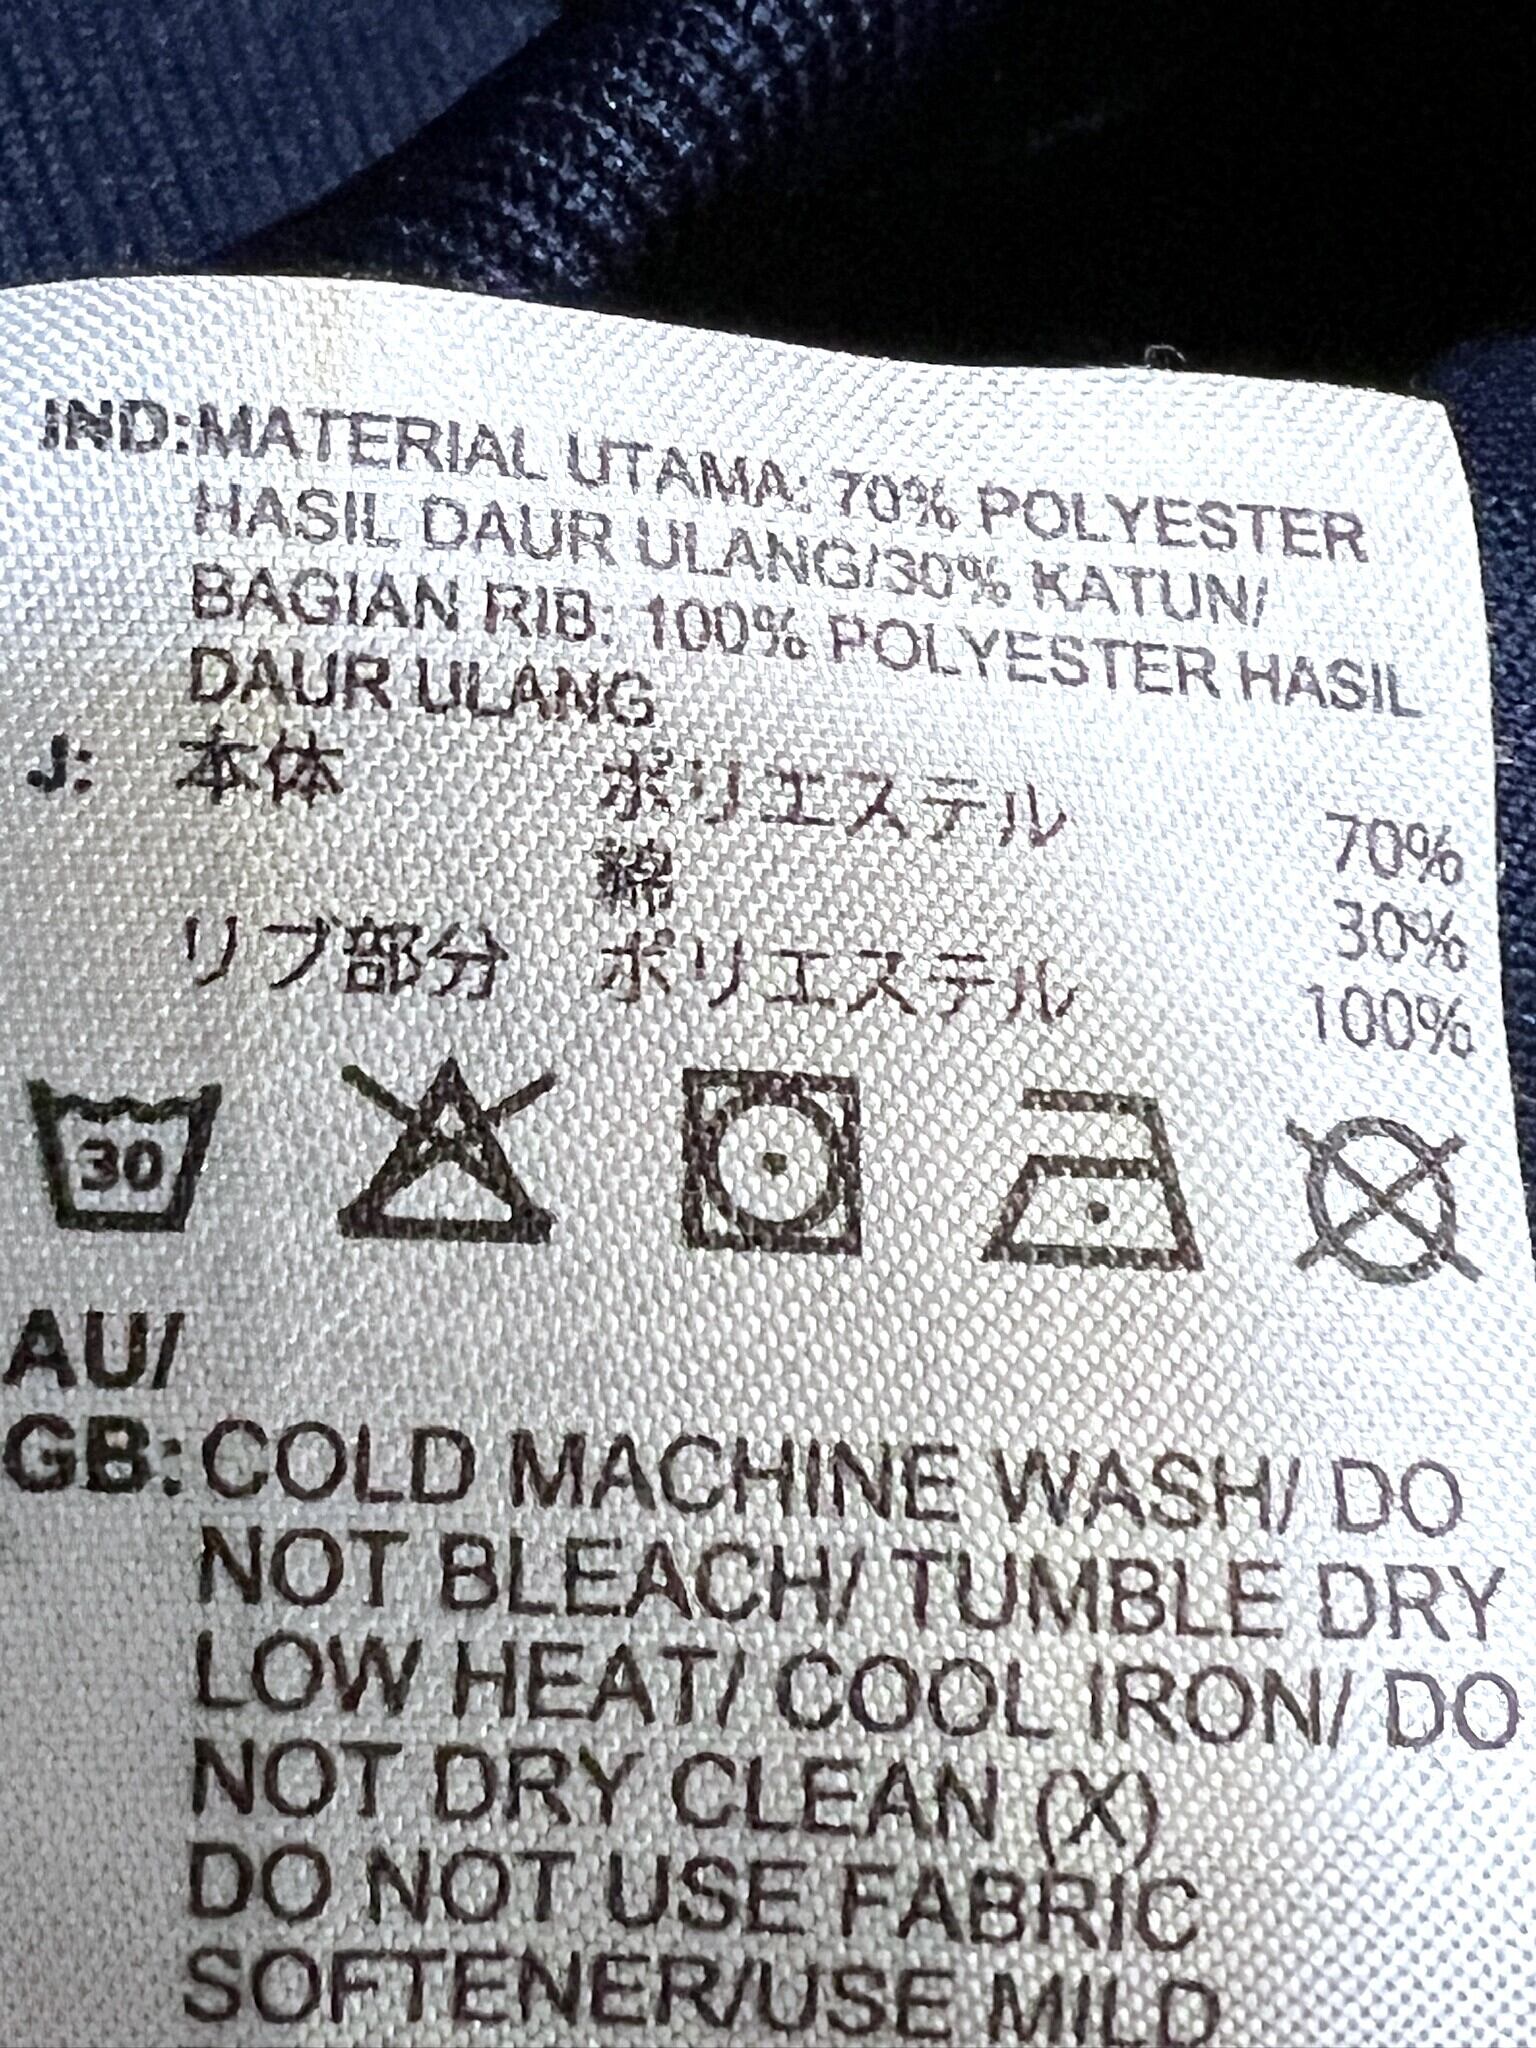 IND:MATERIAL UTAMA: 70% POLYESTER
HASIL DAUR ULANG/30% KATUN/
BAGIAN RIB: 100% POLYESTER HASIL
DAUR ULANG
J: 本体 ポリエステル 70%
綿 30%
リブ部分 ポリエステル 100%
30
AU/
GB: COLD MACHINE WASH/ DO
NOT BLEACH/ TUMBLE DRY
LOW HEAT/ COOL IRON/ DO
NOT DRY CLEAN (X)
DO NOT USE FABRIC
SOFTENER/USE MILD